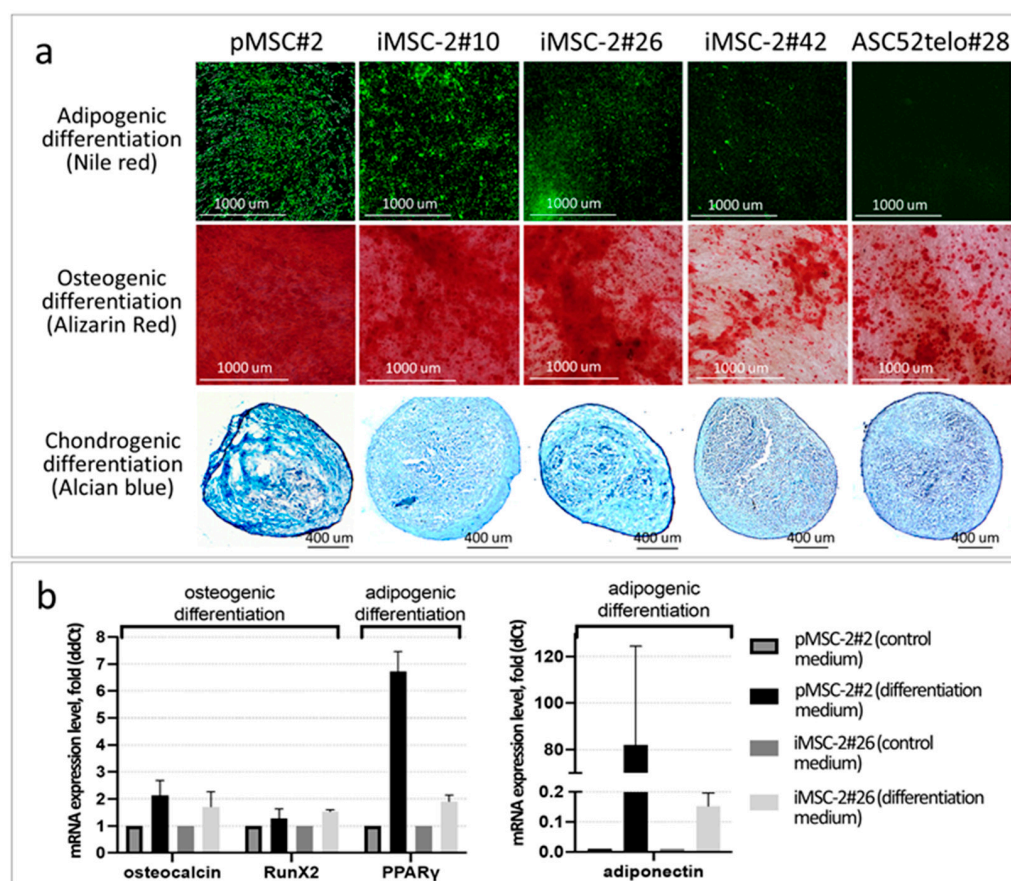 a
pMSC#2 iMSC-2#10 iMSC-2#26 iMSC-2#42 ASC52telo#28
Adipogenic
differentiation
(Nile red)
1000 um 1000 um 1000 um 1000 um 1000 um
Osteogenic
differentiation
(Alizarin Red)
1000 um 1000 um 1000 um 1000 um 1000 um
Chondrogenic
differentiation
(Alcian blue)
400 um 400 um 400 um 400 um 400 um
b
osteogenic
differentiation
adipogenic
differentiation
mRNA expression level, fold (ddCt)
8
7
6
5
4
3
2
1
0
osteocalcin RunX2 PPARγ
adipogenic
differentiation
mRNA expression level, fold (ddCt)
120
80
40
0.2
0.1
0.0
adiponectin
pMSC-2#2 (control
medium)
pMSC-2#2 (differentiation
medium)
iMSC-2#26 (control
medium)
iMSC-2#26 (differentiation
medium)